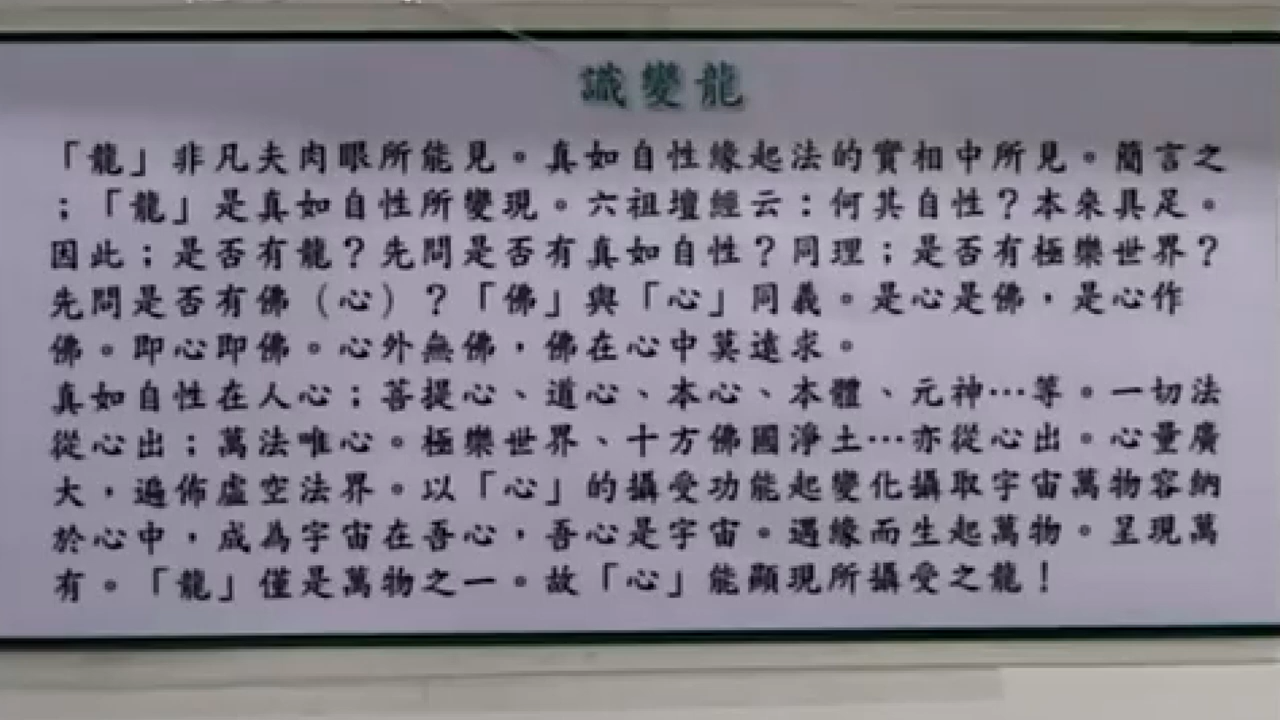 識變龍
「龍」非凡夫肉眼所能見。真如自性緣起法的實相中所見。簡言之
；「龍」是真如自性所變現。六祖壇經云：何其自性？本來具足。
因此；是否有龍？先問是否有真如自性？同理；是否有極樂世界？
先問是否有佛（心）？「佛」與「心」同義。是心是佛，是心作
佛。即心即佛。心外無佛，佛在心中莫遠求。
真如自性在人心；菩提心、道心、本心、本體、元神…等。一切法
從心出；萬法唯心。極樂世界、十方佛國淨土…亦從心出。心量廣
大，遍佈虛空法界。以「心」的攝受功能起變化攝取宇宙萬物容納
於心中，成為宇宙在吾心，吾心是宇宙。遇緣而生起萬物。呈現萬
有。「龍」僅是萬物之一。故「心」能顯現所攝受之龍！